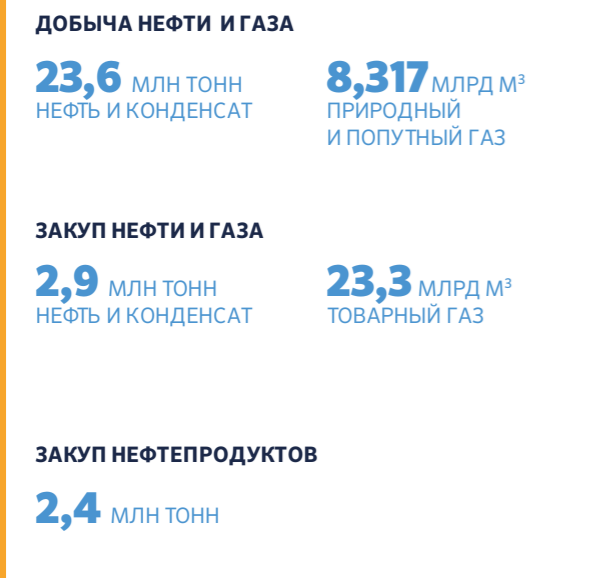 ДОБЫЧА НЕФТИ И ГАЗА
23,6 МЛН ТОНН
НЕФТЬ И КОНДЕНСАТ
8,317 МЛРД М³
ПРИРОДНЫЙ
И ПОПУТНЫЙ ГАЗ
ЗАКУП НЕФТИ И ГАЗА
2,9 МЛН ТОНН
НЕФТЬ И КОНДЕНСАТ
23,3 МЛРД М³
ТОВАРНЫЙ ГАЗ
ЗАКУП НЕФТЕПРОДУКТОВ
2,4 МЛН ТОНН